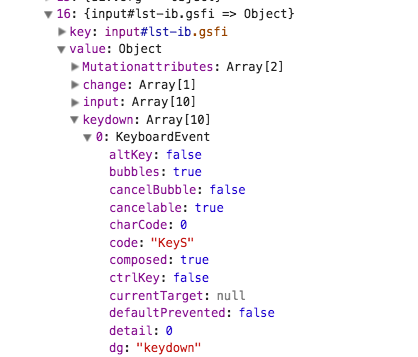 16: {input#lst-ib.gsfi => Object}
key: input#lst-ib.gsfi
value: Object
Mutationattributes: Array[2]
change: Array[1]
input: Array[10]
keydown: Array[10]
0: KeyboardEvent
altKey: false
bubbles: true
cancelBubble: false
cancelable: true
charCode: 0
code: "KeyS"
composed: true
ctrlKey: false
currentTarget: null
defaultPrevented: false
detail: 0
dg: "keydown"